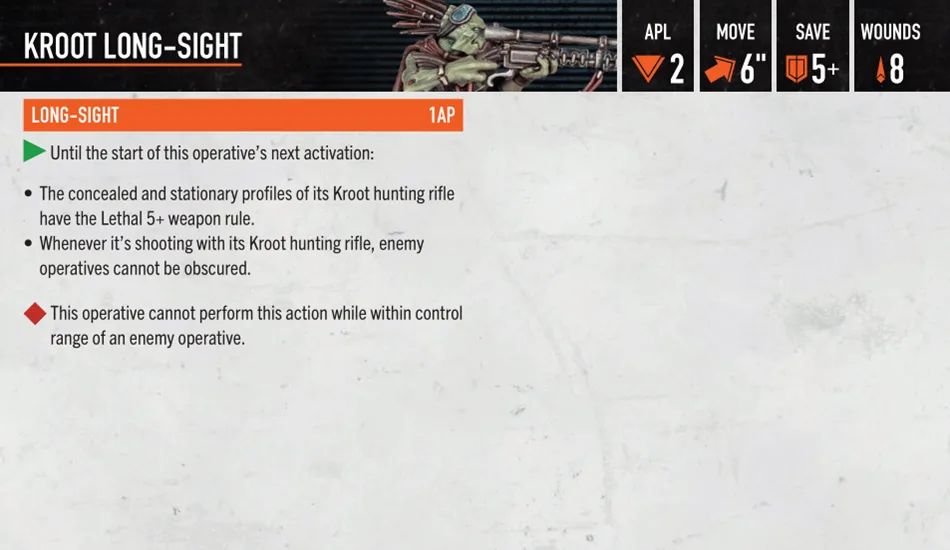 KROOT LONG-SIGHT
APL
2
MOVE
6"
SAVE
5+
WOUNDS
8
LONG-SIGHT 1AP
Until the start of this operative's next activation:
• The concealed and stationary profiles of its Kroot hunting rifle
have the Lethal 5+ weapon rule.
• Whenever it's shooting with its Kroot hunting rifle, enemy
operatives cannot be obscured.
This operative cannot perform this action while within control
range of an enemy operative.